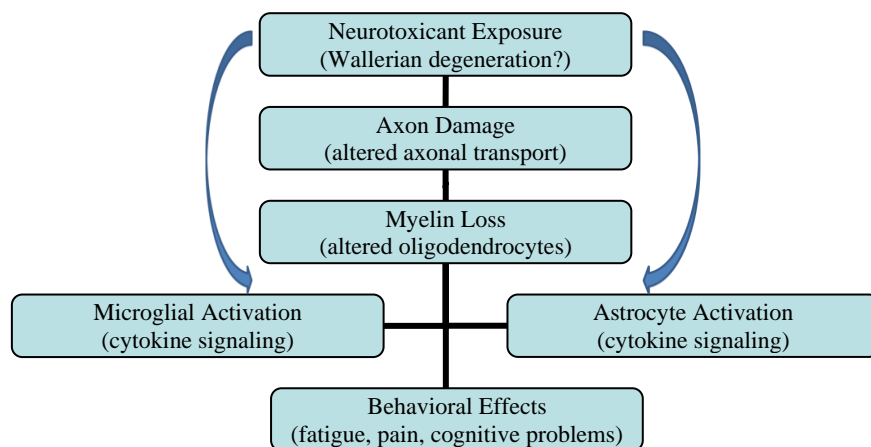 Neurotoxicant Exposure
(Wallerian degeneration?)
Axon Damage
(altered axonal transport)
Myelin Loss
(altered oligodendrocytes)
Microglial Activation
(cytokine signaling)
Astrocyte Activation
(cytokine signaling)
Behavioral Effects
(fatigue, pain, cognitive problems)